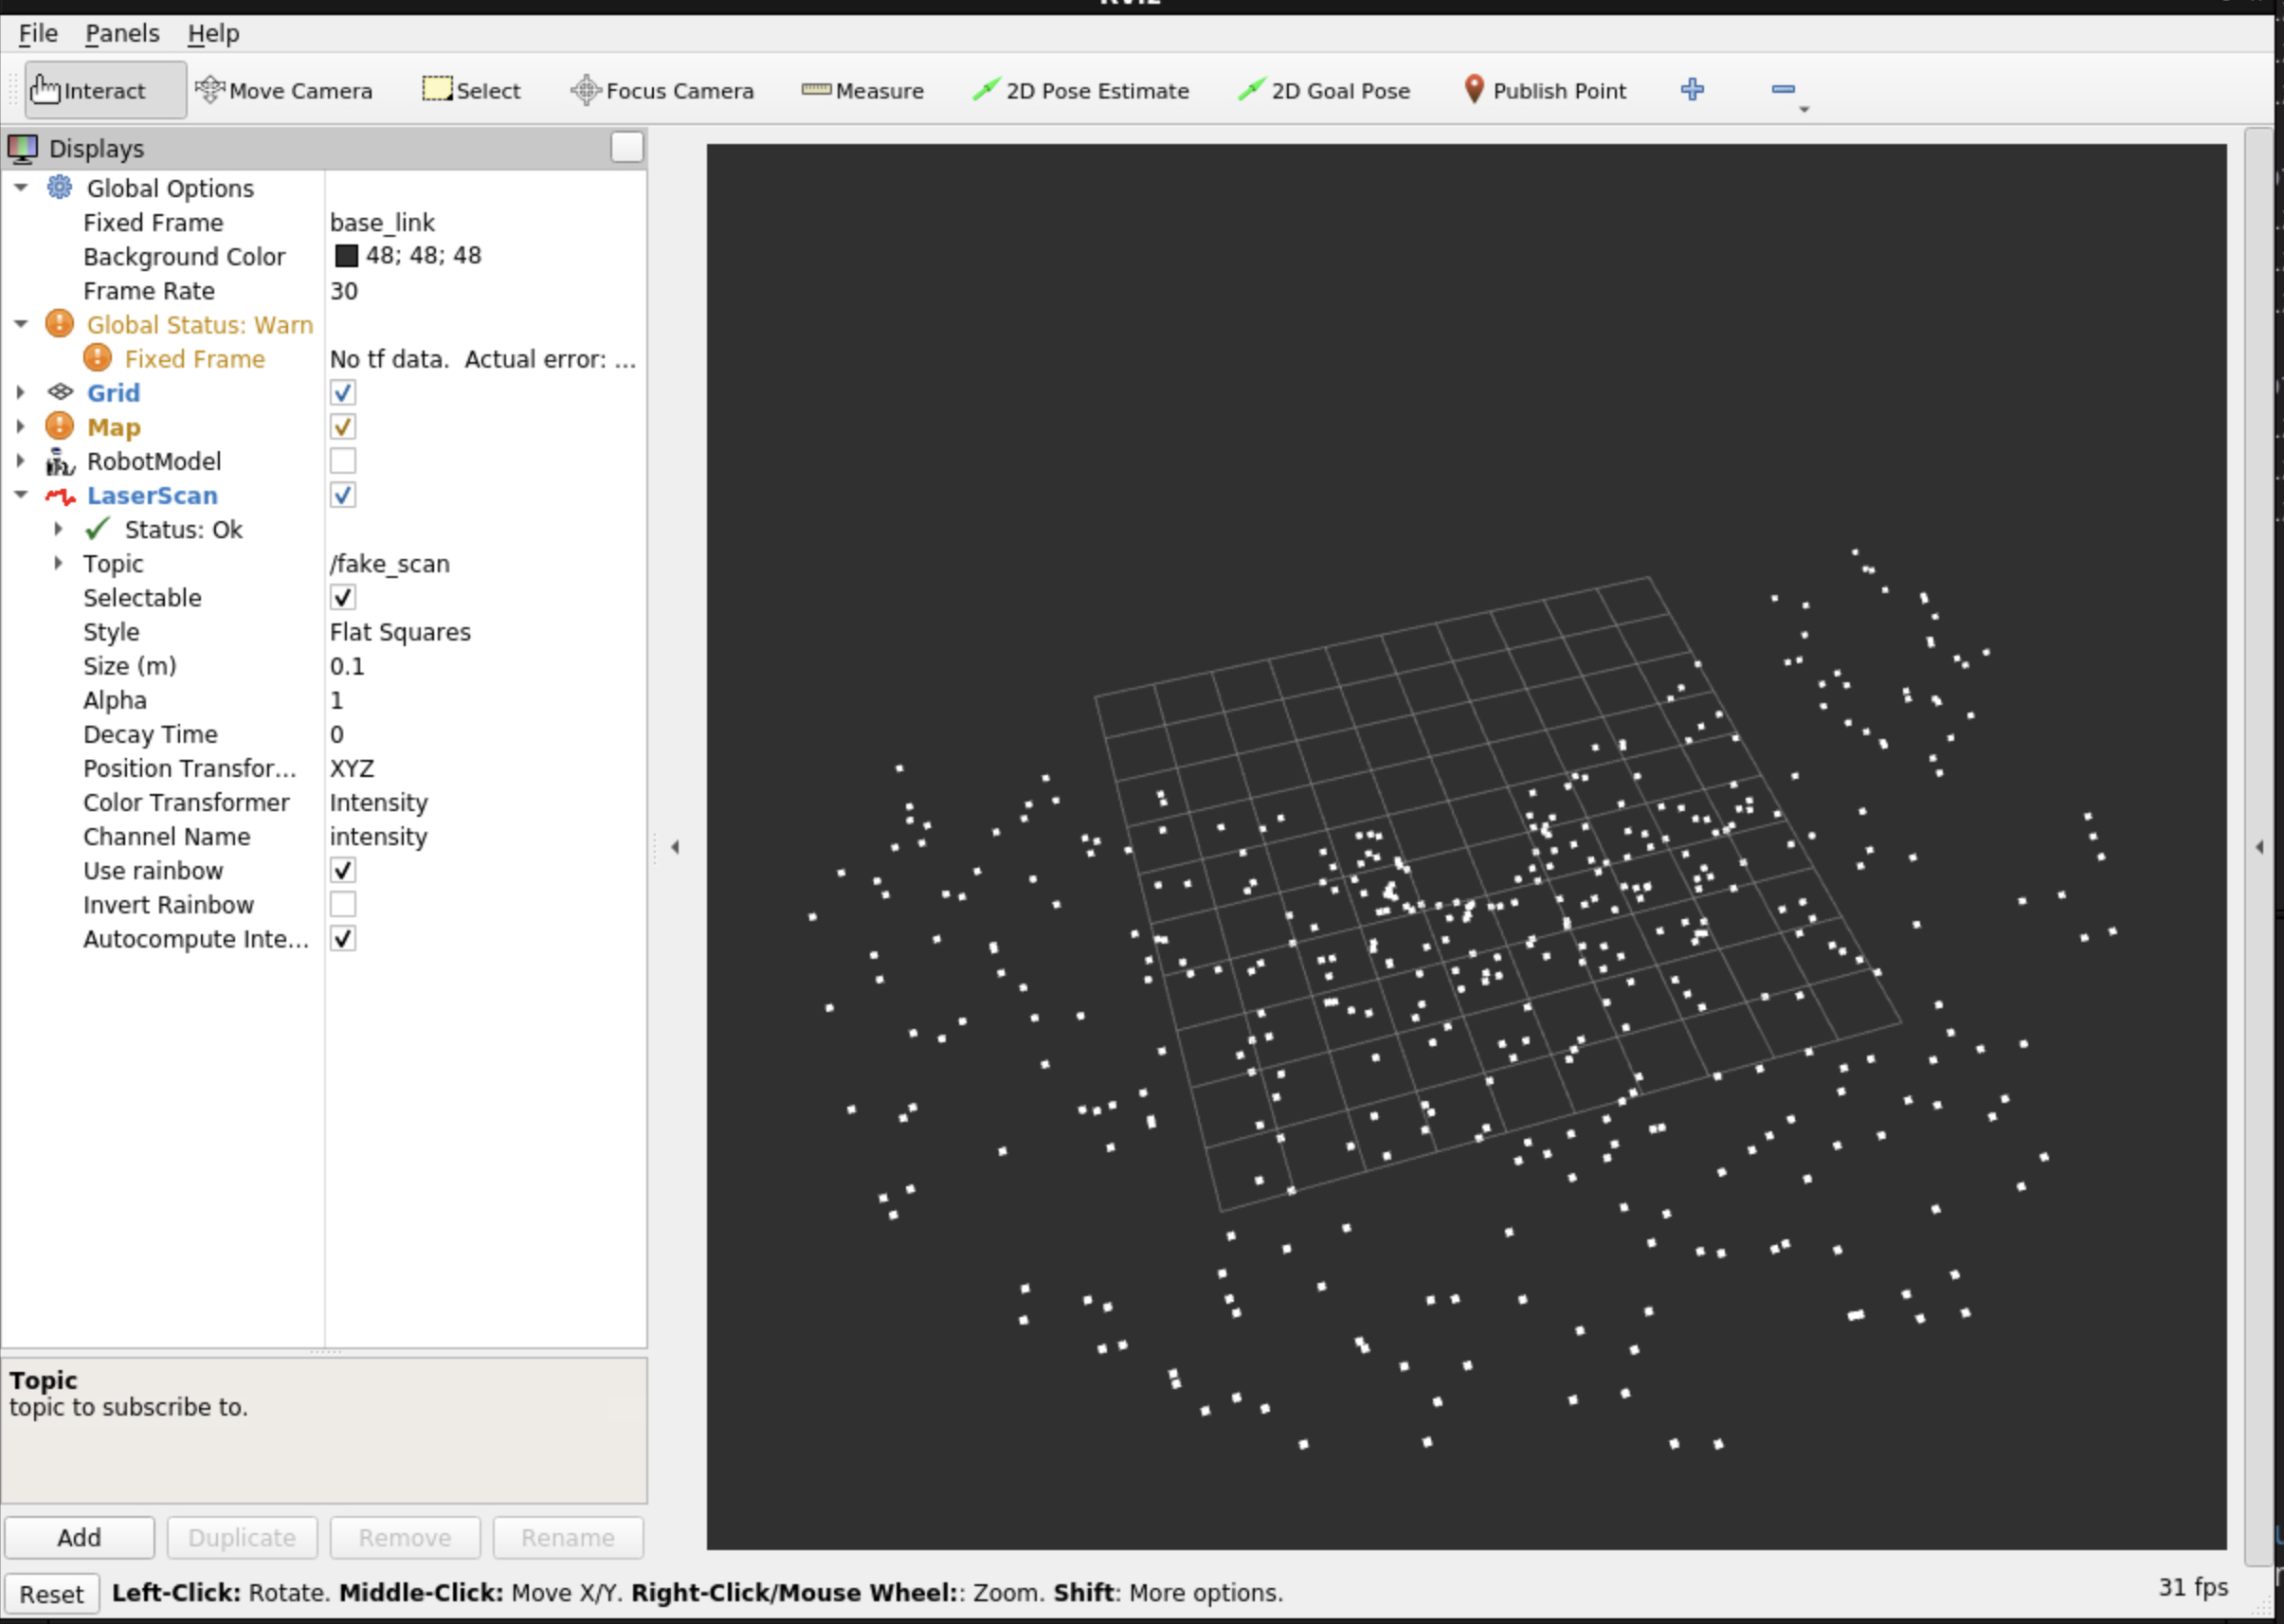 File Panels Help
Interact Move Camera Select Focus Camera Measure 2D Pose Estimate 2D Goal Pose Publish Point
Displays
Global Options
Fixed Frame base_link
Background Color 48; 48; 48
Frame Rate 30
Global Status: Warn
Fixed Frame No tf data.  Actual error: ...
Grid
Map
RobotModel
LaserScan
Status: Ok
Topic /fake_scan
Selectable
Style Flat Squares
Size (m) 0.1
Alpha 1
Decay Time 0
Position Transfor... XYZ
Color Transformer Intensity
Channel Name intensity
Use rainbow
Invert Rainbow
Autocompute Inte...
Topic
topic to subscribe to.
Add Duplicate Remove Rename
Reset Left-Click: Rotate. Middle-Click: Move X/Y. Right-Click/Mouse Wheel:: Zoom. Shift: More options. 31 fps